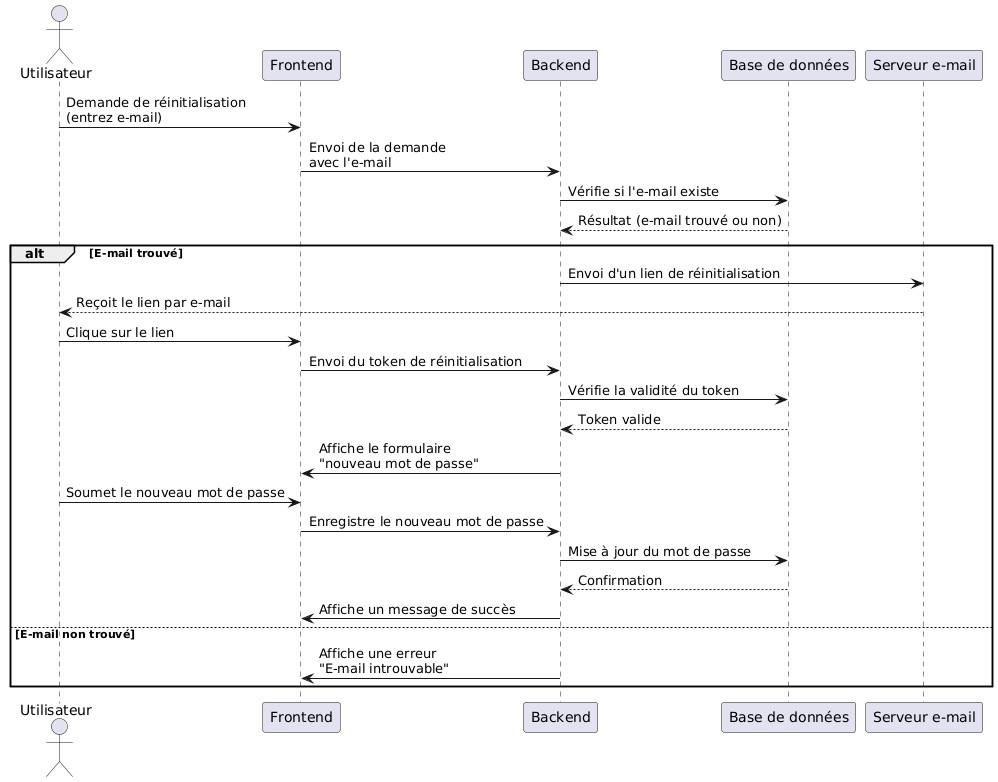 Utilisateur
Frontend
Backend
Base de données
Serveur e-mail
Demande de réinitialisation
(entrez e-mail)
Envoi de la demande
avec l'e-mail
Vérifie si l'e-mail existe
Résultat (e-mail trouvé ou non)
alt
[E-mail trouvé]
Envoi d'un lien de réinitialisation
Reçoit le lien par e-mail
Clique sur le lien
Envoi du token de réinitialisation
Vérifie la validité du token
Token valide
Affiche le formulaire
"nouveau mot de passe"
Soumet le nouveau mot de passe
Enregistre le nouveau mot de passe
Mise à jour du mot de passe
Confirmation
Affiche un message de succès
[E-mail non trouvé]
Affiche une erreur
"E-mail introuvable"
Utilisateur
Frontend
Backend
Base de données
Serveur e-mail